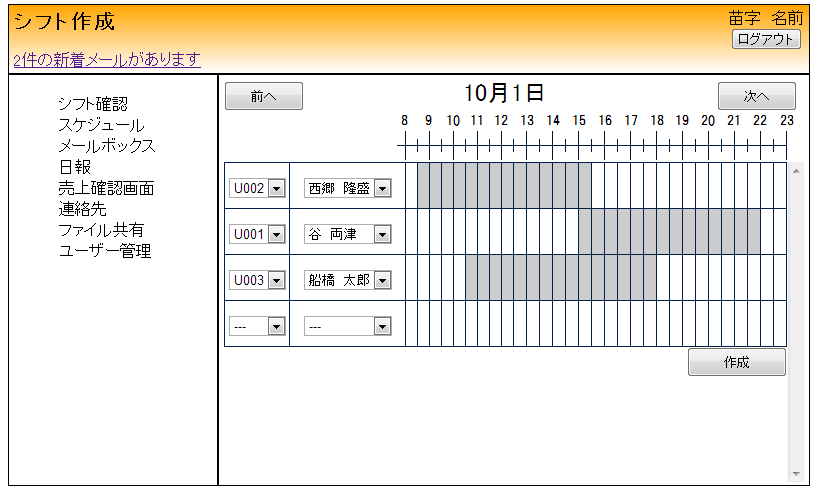 シフト作成
苗字 名前
ログアウト
2件の新着メールがあります
シフト確認
スケジュール
メールボックス
日報
売上確認画面
連絡先
ファイル共有
ユーザー管理
前へ
10月1日
次へ
8 9 10 11 12 13 14 15 16 17 18 19 20 21 22 23
U002 西郷 隆盛
U001 谷 両津
U003 船橋 太郎
--- ---
作成